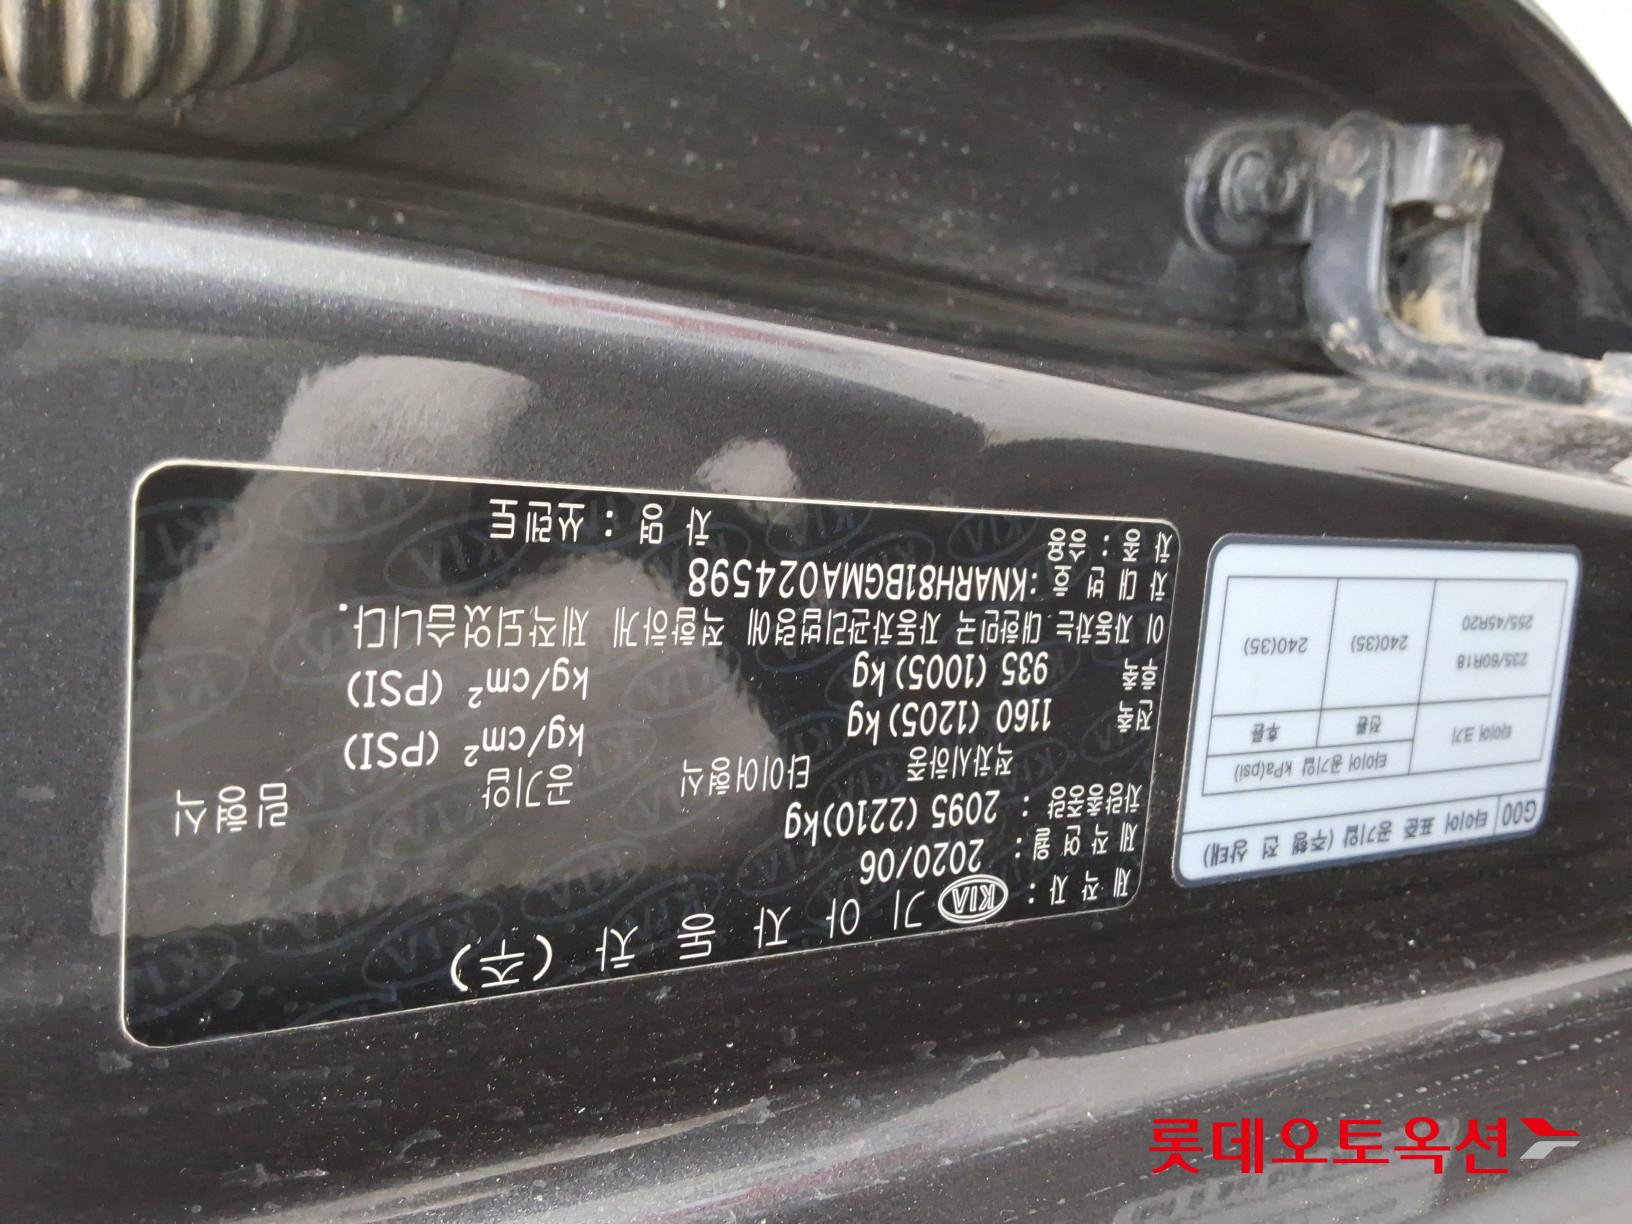 제 작 자 : KIA 기 아 자 동 차 (주)
제 작 연 월 : 2020/06
차량총중량 : 2095 (2210)kg
적차시하중 타이어형식 공기압 림형식
전축 1160 (1205)kg kg/cm² (PSI)
후축 935 (1005)kg kg/cm² (PSI)
이 자동차는 대한민국 자동차관리법령에 적합하게 제작되었습니다.
차 대 번 호 :KNARH81BGMA024598
차 종 : 승용 차 명 : 쏘렌토
G00 타이어 표준 공기압 (주행 전 상태)
타이어 크기 타이어 공기압 kPa(psi)
전륜 후륜
235/60R18
255/45R20
240(35) 240(35)
롯데오토옥션